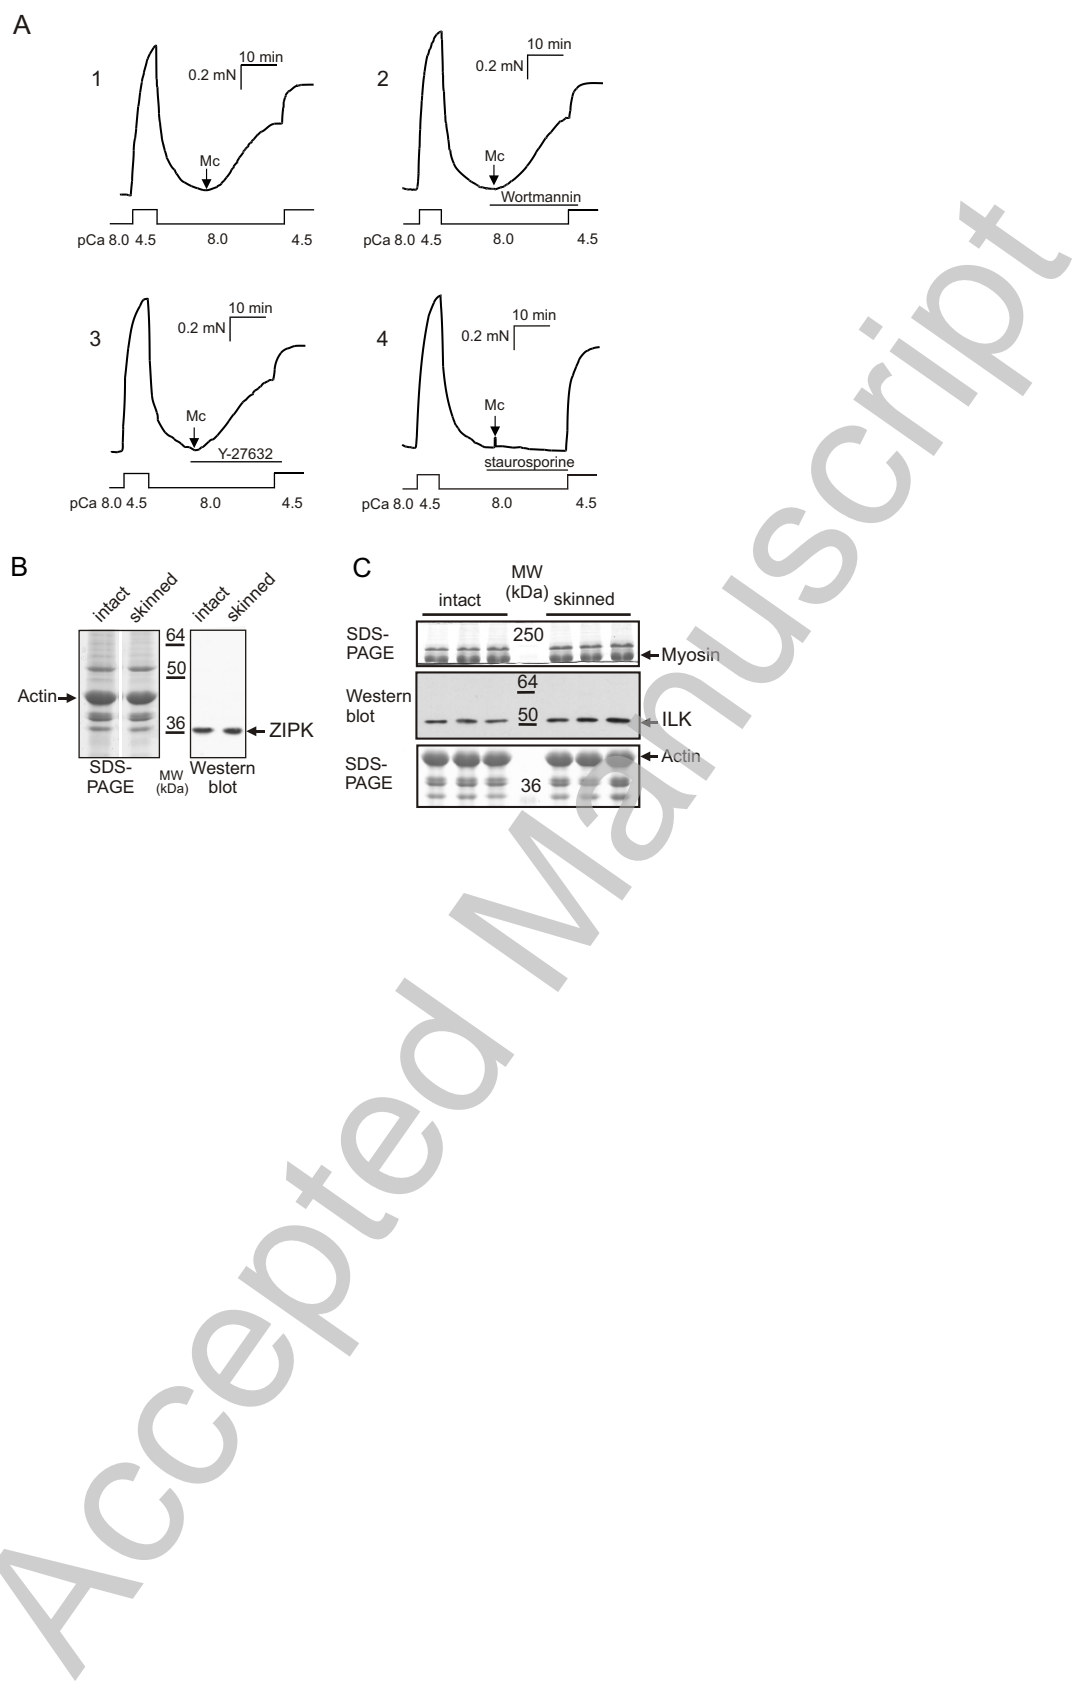 A
1
10 min
0.2 mN
Mc
pCa 8.0 4.5 8.0 4.5
2
10 min
0.2 mN
Mc
Wortmannin
pCa 8.0 4.5 8.0 4.5
3
10 min
0.2 mN
Mc
Y-27632
pCa 8.0 4.5 8.0 4.5
4
10 min
0.2 mN
Mc
staurosporine
pCa 8.0 4.5 8.0 4.5
B
intact skinned intact skinned
64
50
Actin
36
ZIPK
SDS-
PAGE
MW
(kDa)
Western
blot
C
MW
(kDa)
intact skinned
SDS-
PAGE
250
Myosin
Western
blot
64
50
ILK
SDS-
PAGE
Actin
36
Accepted Manuscript